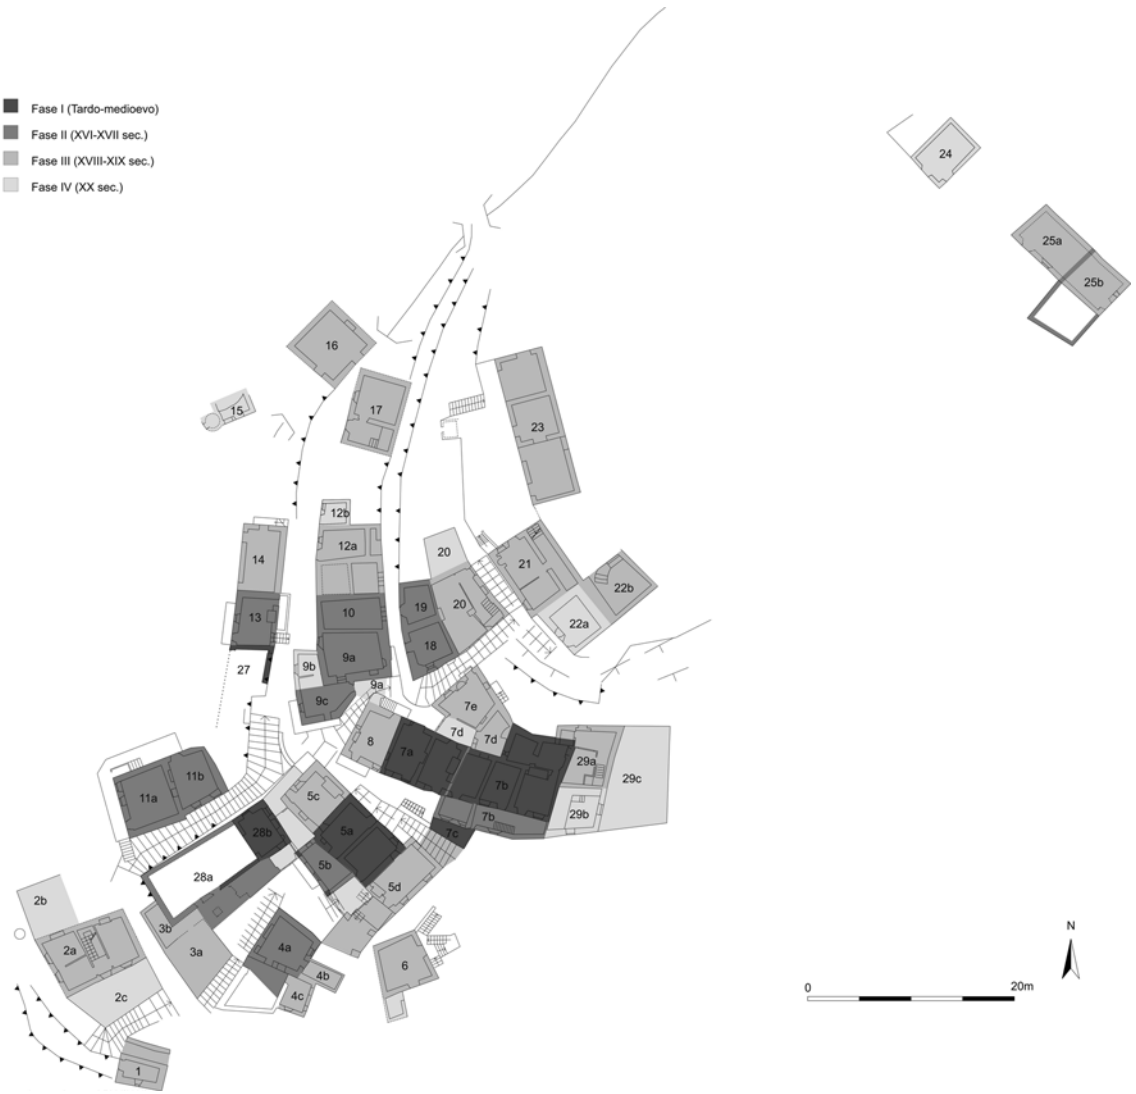 Fase I (Tardo-medioevo)
Fase II (XVI-XVII sec.)
Fase III (XVIII-XIX sec.)
Fase IV (XX sec.)
24
25a
25b
16
17
15
23
12b
12a
14
20
21
22b
19
20
10
13
22a
18
9a
9b
27
9a
9c
7e
8
7d
7d
7a
29a
11b
7b
29c
11a
5c
29b
7b
28b
5a
7c
5b
28a
5d
2b
3b
2a
4a
3a
6
4b
2c
4c
1
N
0
20m